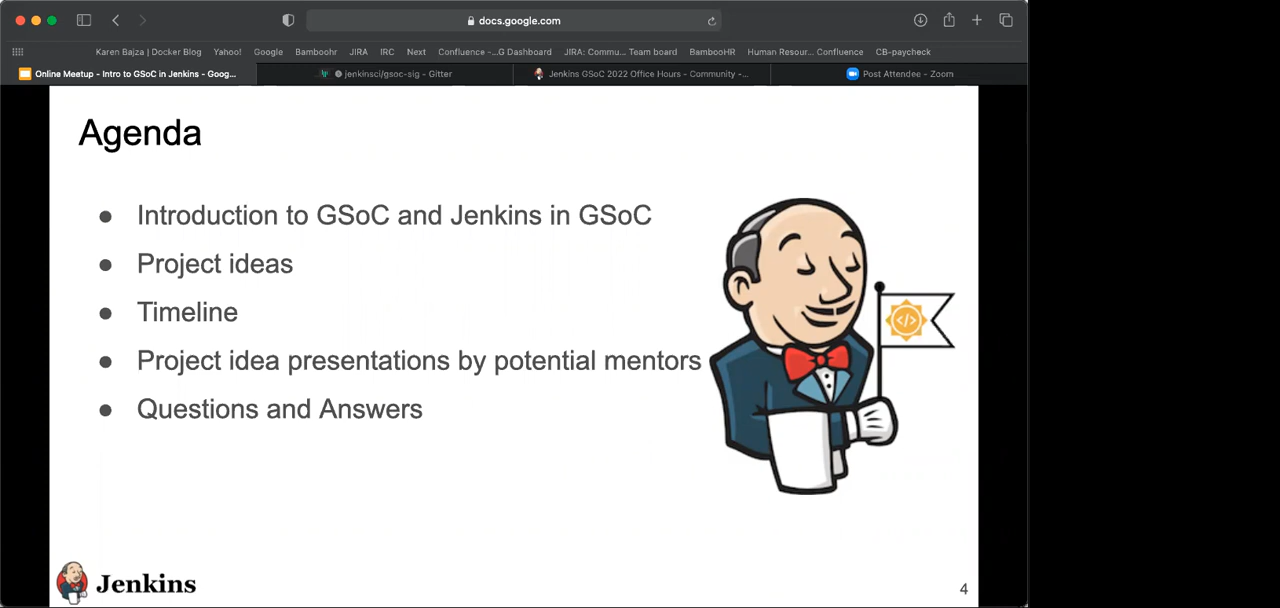 docs.google.com
Karen Bajza | Docker Blog Yahoo! Google Bamboohr JIRA IRC Next Confluence -...G Dashboard JIRA: Commu... Team board BambooHR Human Resour... Confluence CB-paycheck
Online Meetup - Intro to GSoC in Jenkins - Goog... jenkinsci/gsoc-sig - Gitter Jenkins GSoC 2022 Office Hours - Community -... Post Attendee - Zoom
Agenda
● Introduction to GSoC and Jenkins in GSoC
● Project ideas
● Timeline
● Project idea presentations by potential mentors
● Questions and Answers
</>
Jenkins
4